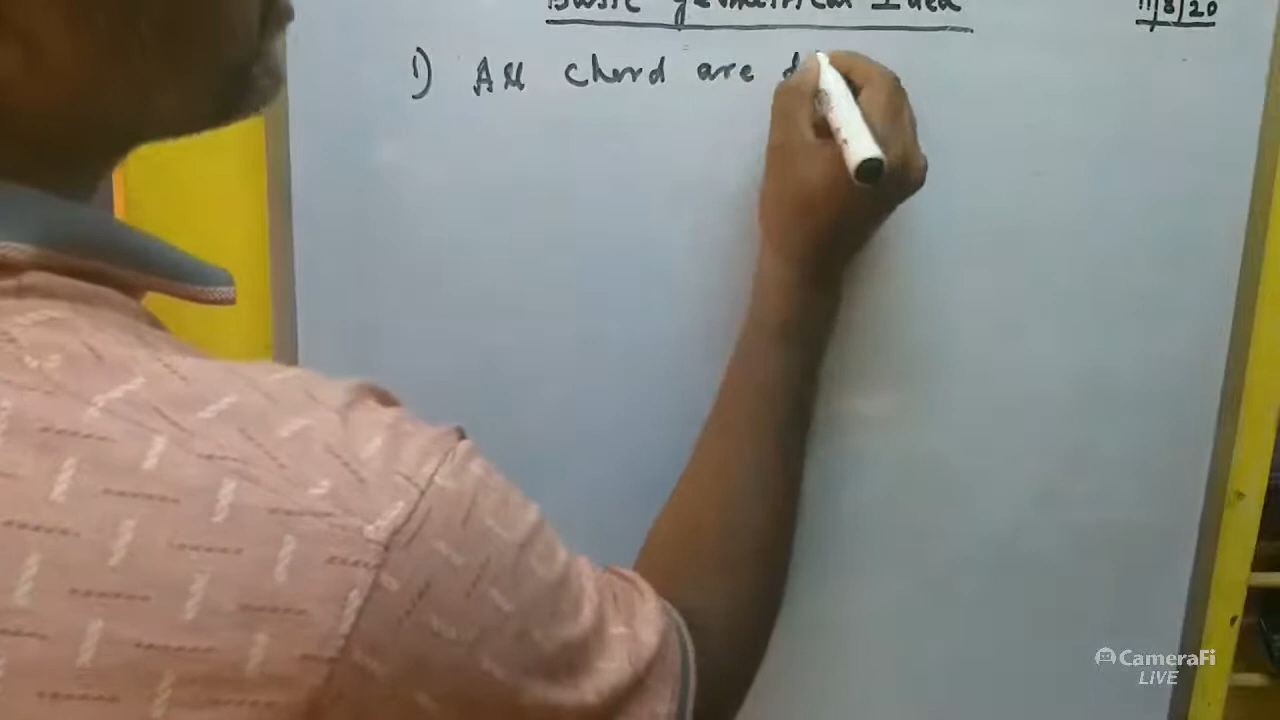 Basic geometrical Idea
11/8/20
1) All chord are d
CameraFi
LIVE